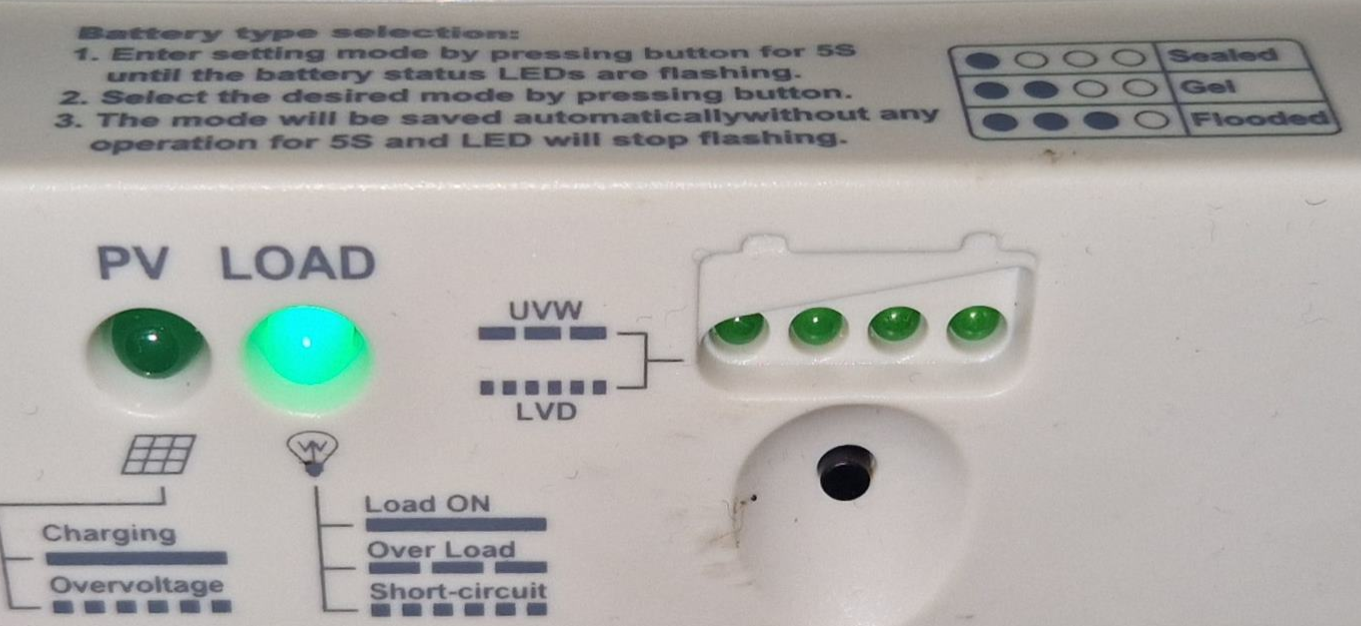 Battery type selection:
1. Enter setting mode by pressing button for 5S
until the battery status LEDs are flashing.
2. Select the desired mode by pressing button.
3. The mode will be saved automaticallywithout any
operation for 5S and LED will stop flashing.
Sealed
Gel
Flooded
PV LOAD
UVW
LVD
Charging
Overvoltage
Load ON
Over Load
Short-circuit